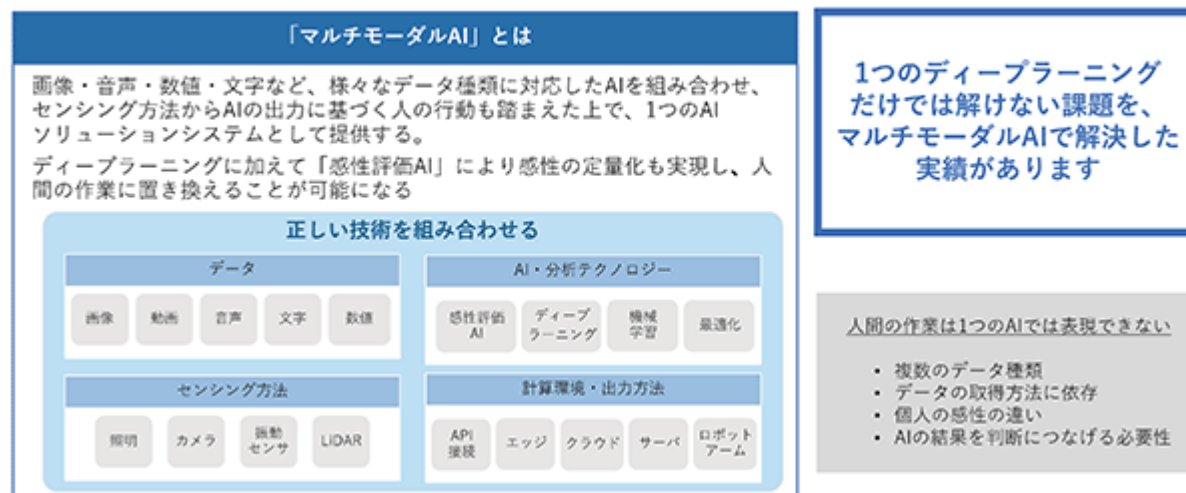 「マルチモーダルAI」とは
画像・音声・数値・文字など、様々なデータ種類に対応したAIを組み合わせ、
センシング方法からAIの出力に基づく人の行動も踏まえた上で、1つのAI
ソリューションシステムとして提供する。
ディープラーニングに加えて「感性評価AI」により感性の定量化も実現し、人
間の作業に置き換えることが可能になる
正しい技術を組み合わせる
データ
画像
動画
音声
文字
数値
AI・分析テクノロジー
感性評価
AI
ディープ
ラーニング
機械
学習
最適化
センシング方法
照明
カメラ
振動
センサ
LiDAR
計算環境・出力方法
API
接続
エッジ
クラウド
サーバ
ロボット
アーム
1つのディープラーニング
だけでは解けない課題を、
マルチモーダルAIで解決した
実績があります
人間の作業は1つのAIでは表現できない
• 複数のデータ種類
• データの取得方法に依存
• 個人の感性の違い
• AIの結果を判断につなげる必要性